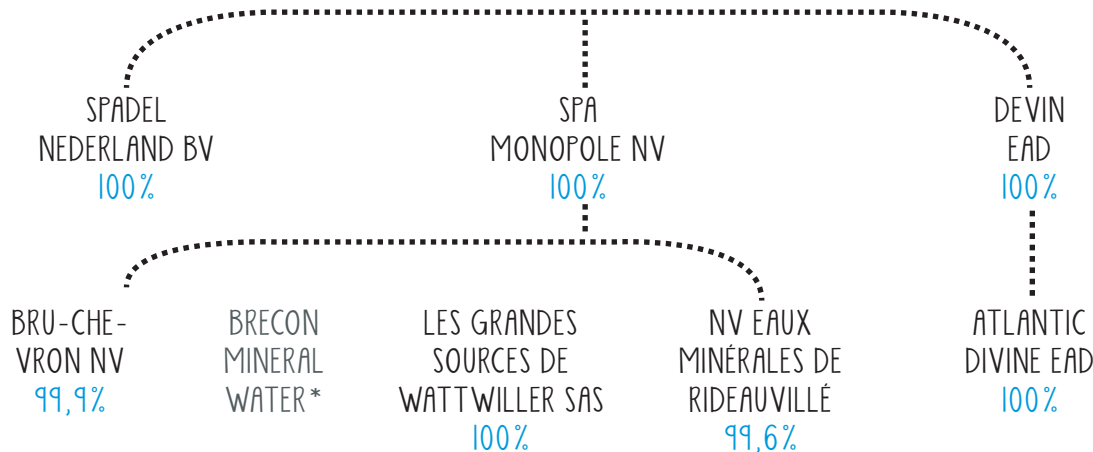 SPADEL
NEDERLAND BV
100%
SPA
MONOPOLE NV
100%
DEVIN
EAD
100%
BRU-CHE-
VRON NV
99,9%
BRECON
MINERAL
WATER*
LES GRANDES
SOURCES DE
WATTWILLER SAS
100%
NV EAUX
MINÉRALES DE
RIDEAUVILLÉ
99,6%
ATLANTIC
DIVINE EAD
100%